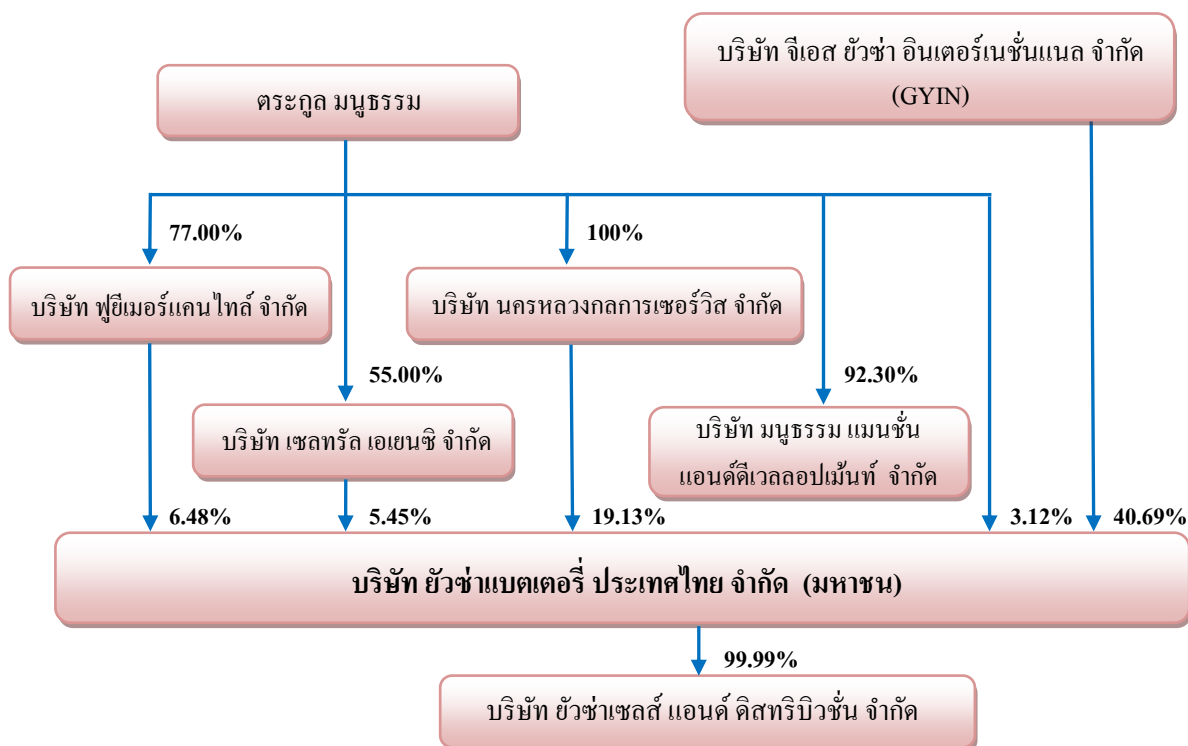 บริษัท จีเอส ยัวซ่า อินเตอร์เนชั่นแนล จำกัด
(GYIN)
ตระกูล มนูธรรม
77.00%
100%
บริษัท ฟูยีเมอร์แคนไทล์ จำกัด
บริษัท นครหลวงกลการเซอร์วิส จำกัด
55.00%
92.30%
บริษัท เซลทรัล เอเยนซิ จำกัด
บริษัท มนูธรรม แมนชั่น
แอนด์ดีเวลลอปเม้นท์ จำกัด
6.48%
5.45%
19.13%
3.12%
40.69%
บริษัท ยัวซ่าแบตเตอรี่ ประเทศไทย จำกัด (มหาชน)
99.99%
บริษัท ยัวซ่าเซลส์ แอนด์ ดิสทริบิวชั่น จำกัด